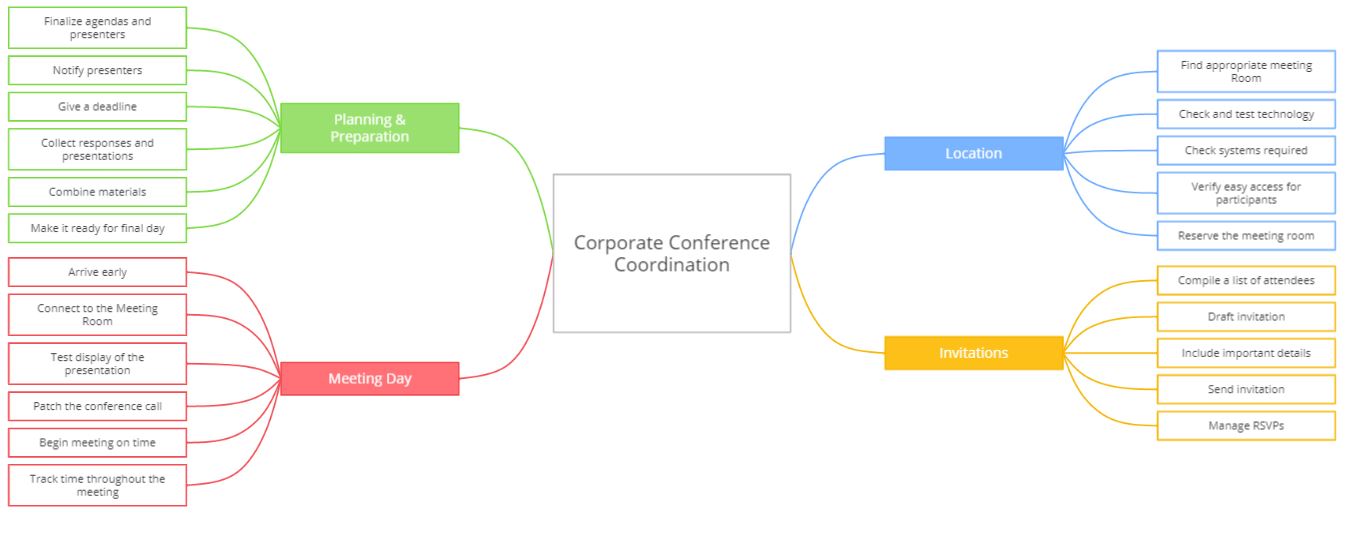 Finalize agendas and
presenters
Notify presenters
Give a deadline
Collect responses and
presentations
Combine materials
Make it ready for final day
Planning &
Preparation
Arrive early
Connect to the Meeting
Room
Test display of the
presentation
Patch the conference call
Begin meeting on time
Track time throughout the
meeting
Meeting Day
Corporate Conference
Coordination
Location
Find appropriate meeting
Room
Check and test technology
Check systems required
Verify easy access for
participants
Reserve the meeting room
Invitations
Compile a list of attendees
Draft invitation
Include important details
Send invitation
Manage RSVPs